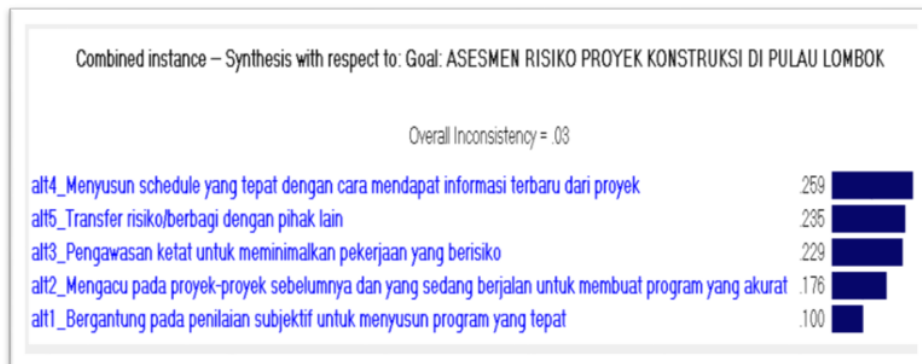 Combined instance – Synthesis with respect to: Goal: ASESMEN RISIKO PROYEK KONSTRUKSI DI PULAU LOMBOK
Overall Inconsistency = .03
alt4_Menyusun schedule yang tepat dengan cara mendapat informasi terbaru dari proyek .259
alt5_Transfer risiko/berbagi dengan pihak lain .235
alt3_Pengawasan ketat untuk meminimalkan pekerjaan yang berisiko .229
alt2_Mengacu pada proyek-proyek sebelumnya dan yang sedang berjalan untuk membuat program yang akurat .176
alt1_Bergantung pada penilaian subjektif untuk menyusun program yang tepat .100